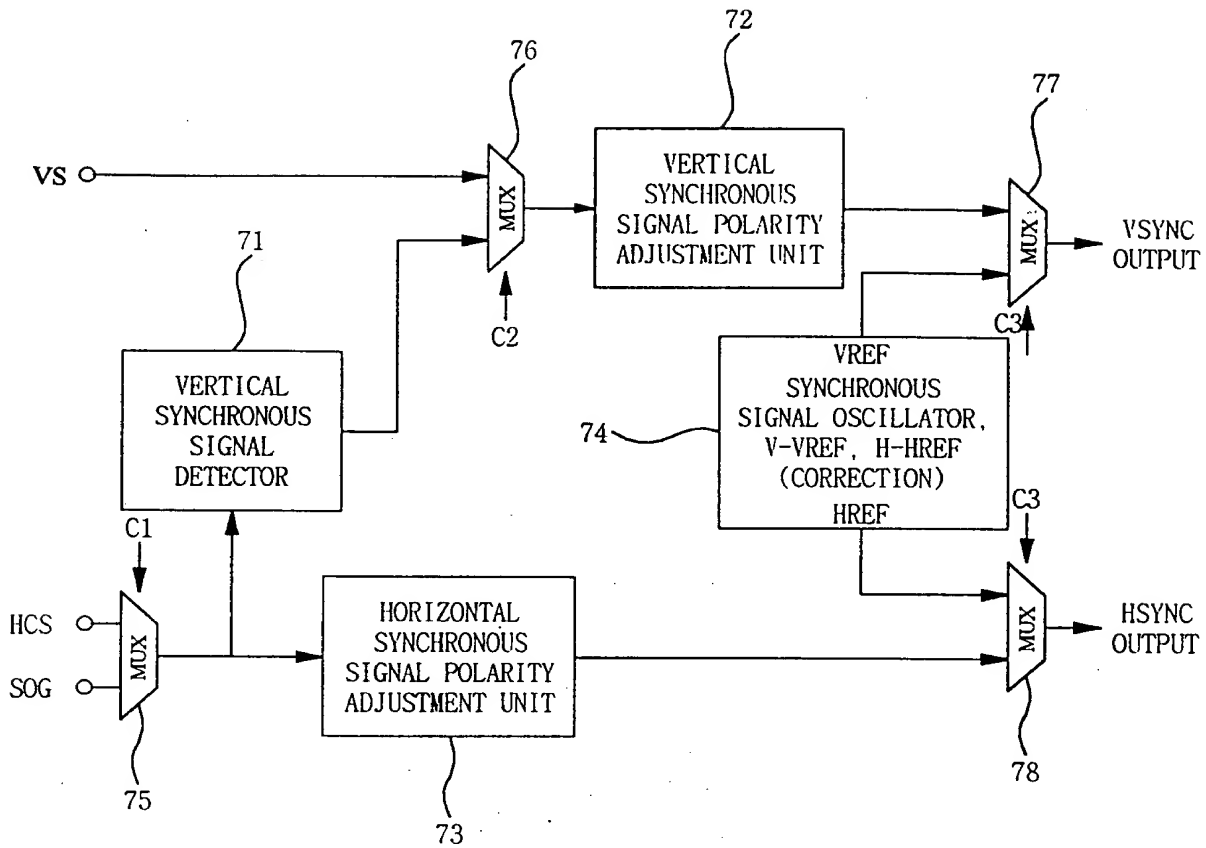 72
76
77
VS
MUX
VERTICAL
SYNCHRONOUS
SIGNAL POLARITY
ADJUSTMENT UNIT
MUX
VSYNC
OUTPUT
71
C2
C3
VERTICAL
SYNCHRONOUS
SIGNAL
DETECTOR
74
VREF
SYNCHRONOUS
SIGNAL OSCILLATOR,
V-VREF, H-HREF
(CORRECTION)
HREF
C1
C3
HCS
SOG
MUX
HORIZONTAL
SYNCHRONOUS
SIGNAL POLARITY
ADJUSTMENT UNIT
MUX
HSYNC
OUTPUT
75
73
78